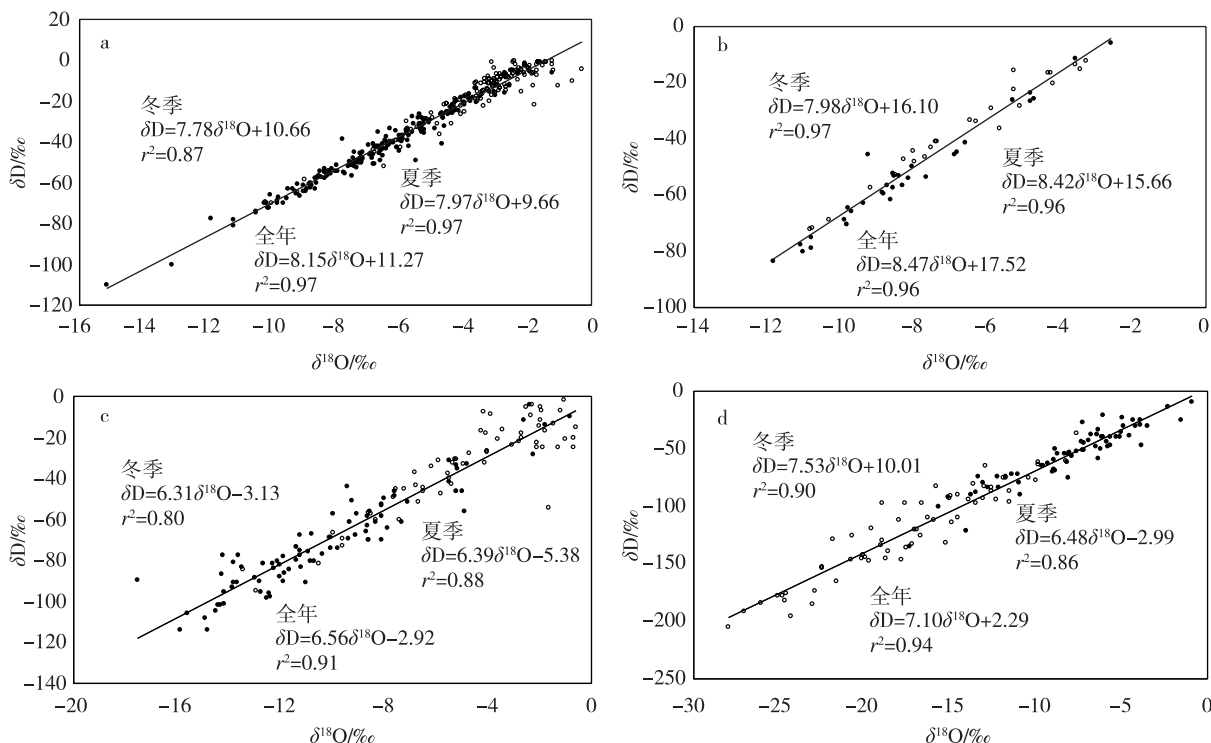 a
20
0
−20
−40
−60
−80
−100
−120
δD/‰
冬季
δD=7.78δ¹⁸O+10.66
r²=0.87
夏季
δD=7.97δ¹⁸O+9.66
r²=0.97
全年
δD=8.15δ¹⁸O+11.27
r²=0.97
−16 −14 −12 −10 −8 −6 −4 −2 0
δ¹⁸O/‰
b
0
−20
−40
−60
−80
−100
δD/‰
冬季
δD=7.98δ¹⁸O+16.10
r²=0.97
夏季
δD=8.42δ¹⁸O+15.66
r²=0.96
全年
δD=8.47δ¹⁸O+17.52
r²=0.96
−14 −12 −10 −8 −6 −4 −2 0
δ¹⁸O/‰
c
0
−20
−40
−60
−80
−100
−120
−140
δD/‰
冬季
δD=6.31δ¹⁸O−3.13
r²=0.80
夏季
δD=6.39δ¹⁸O−5.38
r²=0.88
全年
δD=6.56δ¹⁸O−2.92
r²=0.91
−20 −16 −12 −8 −4 0
δ¹⁸O/‰
d
0
−50
−100
−150
−200
−250
δD/‰
冬季
δD=7.53δ¹⁸O+10.01
r²=0.90
夏季
δD=6.48δ¹⁸O−2.99
r²=0.86
全年
δD=7.10δ¹⁸O+2.29
r²=0.94
−30 −25 −20 −15 −10 −5 0
δ¹⁸O/‰